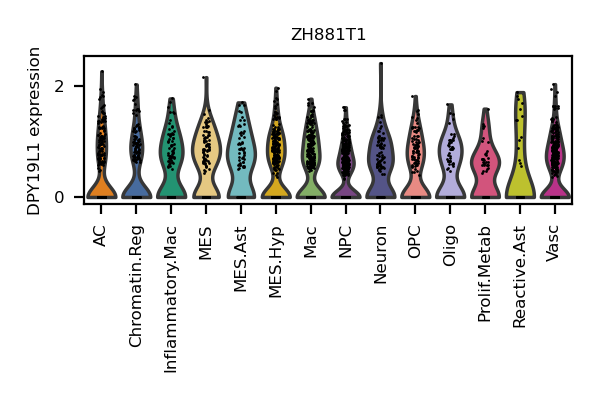 ZH881T1
DPY19L1 expression
2
0
AC
Chromatin.Reg
Inflammatory.Mac
MES
MES.Ast
MES.Hyp
Mac
NPC
Neuron
OPC
Oligo
Prolif.Metab
Reactive.Ast
Vasc